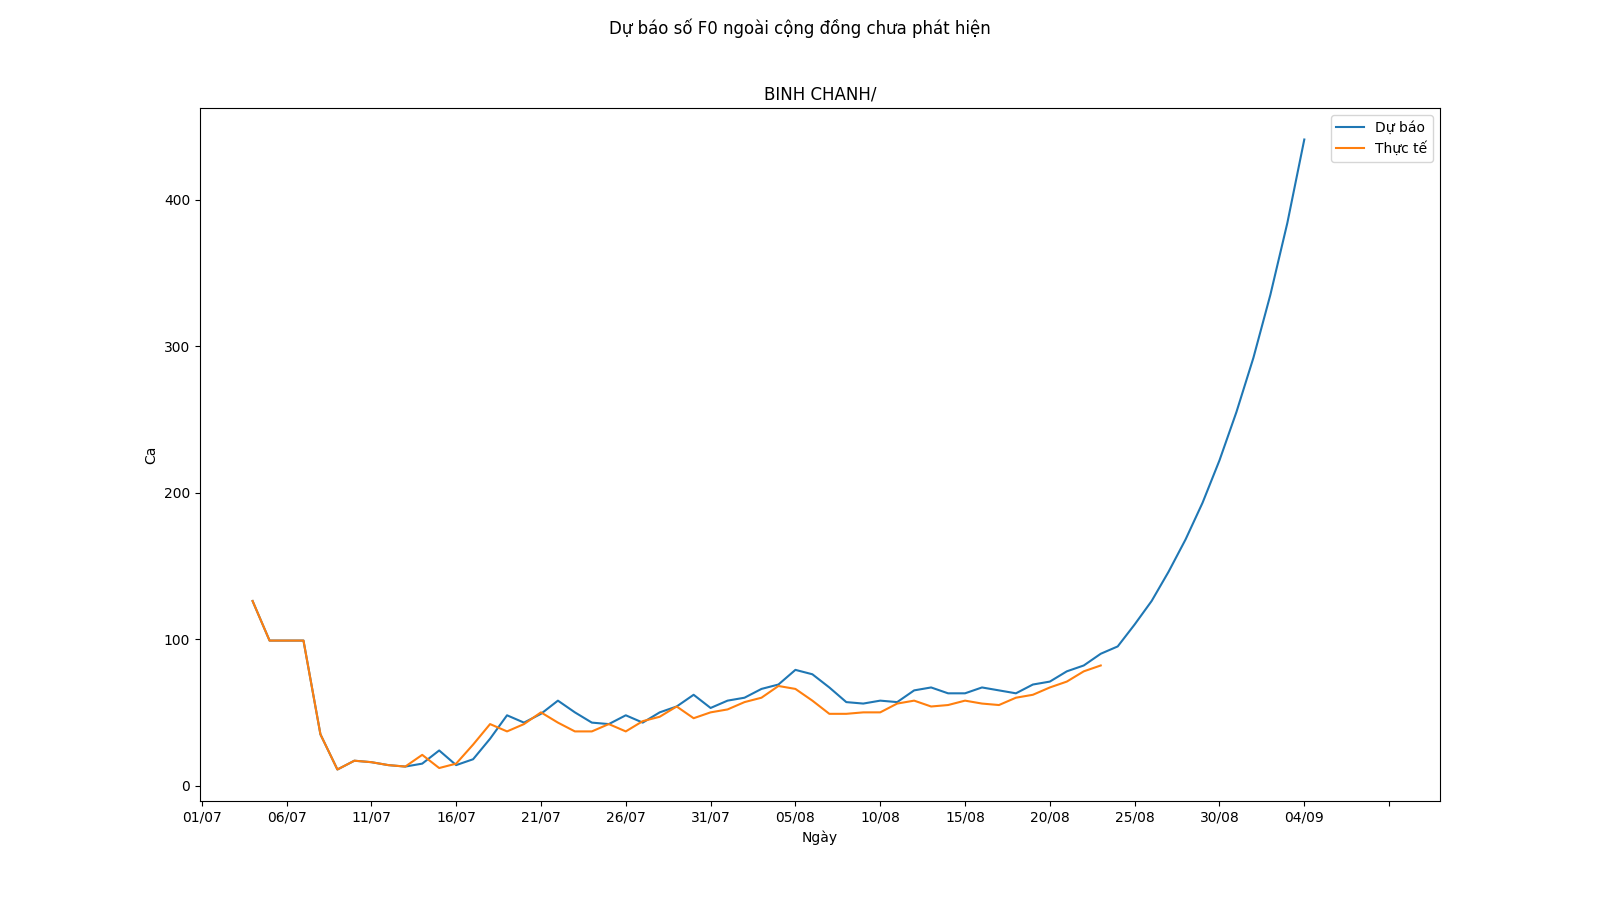 Dự báo số F0 ngoài cộng đồng chưa phát hiện
BINH CHANH/
Dự báo
Thực tế
400
300
200
100
0
Ca
01/07 06/07 11/07 16/07 21/07 26/07 31/07 05/08 10/08 15/08 20/08 25/08 30/08 04/09
Ngày